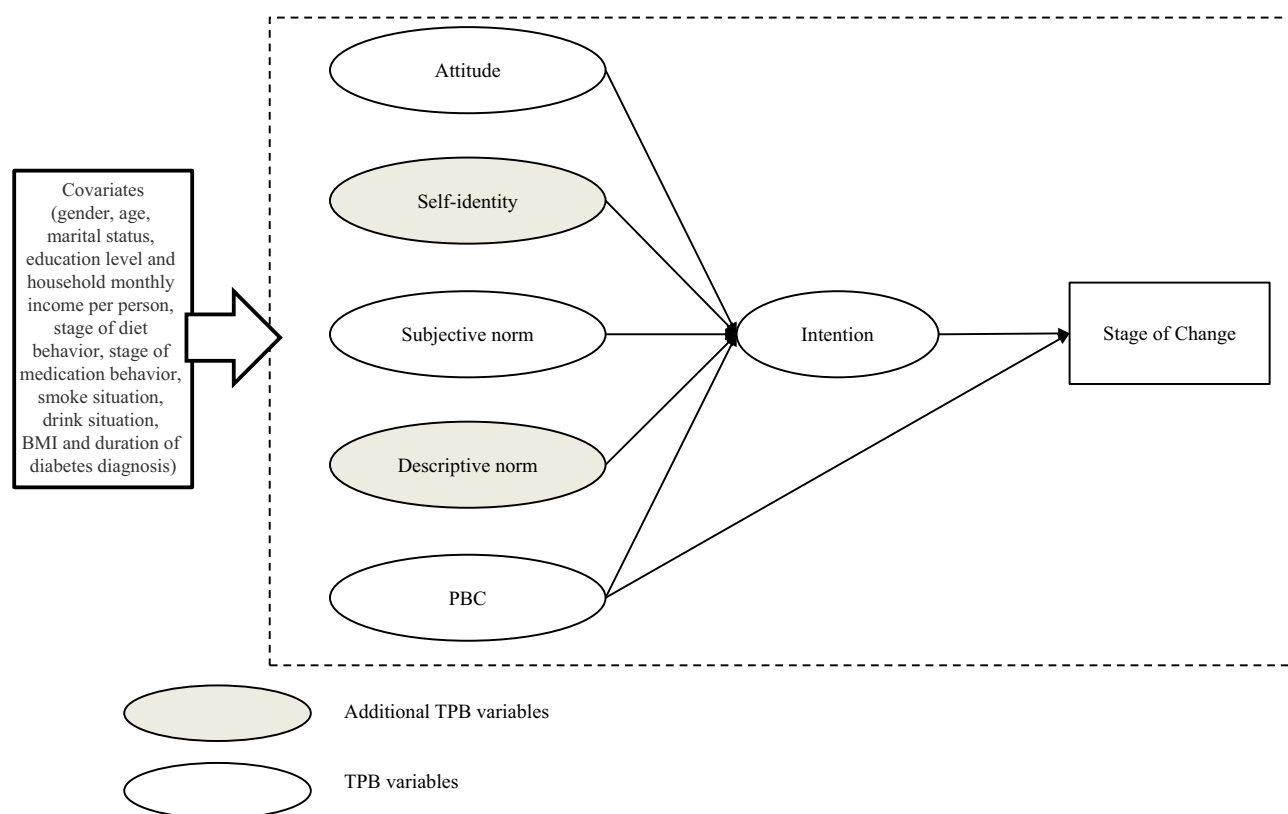 Attitude
Self-identity
Subjective norm
Descriptive norm
PBC
Intention
Stage of Change
Covariates
(gender, age,
marital status,
education level and
household monthly
income per person,
stage of diet
behavior, stage of
medication behavior,
smoke situation,
drink situation,
BMI and duration of
diabetes diagnosis)
Additional TPB variables
TPB variables